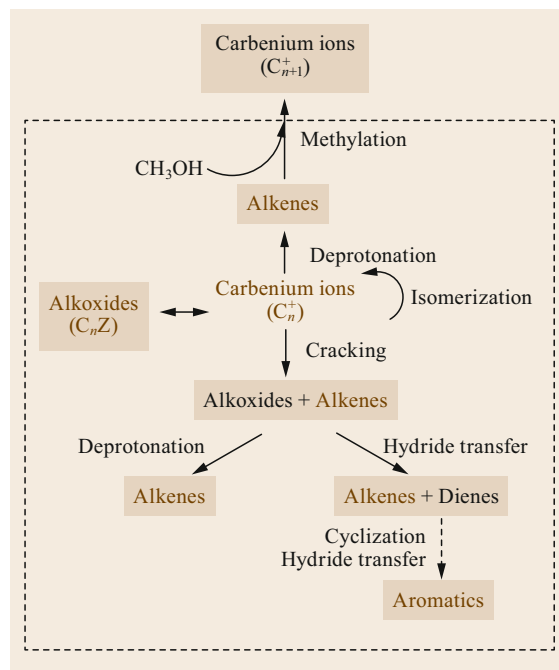 Carbenium ions
(C⁺ₙ₊₁)
Methylation
CH₃OH
Alkenes
Deprotonation
Carbenium ions
(C⁺ₙ)
Isomerization
Alkoxides
(CₙZ)
Cracking
Alkoxides + Alkenes
Deprotonation
Hydride transfer
Alkenes
Alkenes + Dienes
Cyclization
Hydride transfer
Aromatics